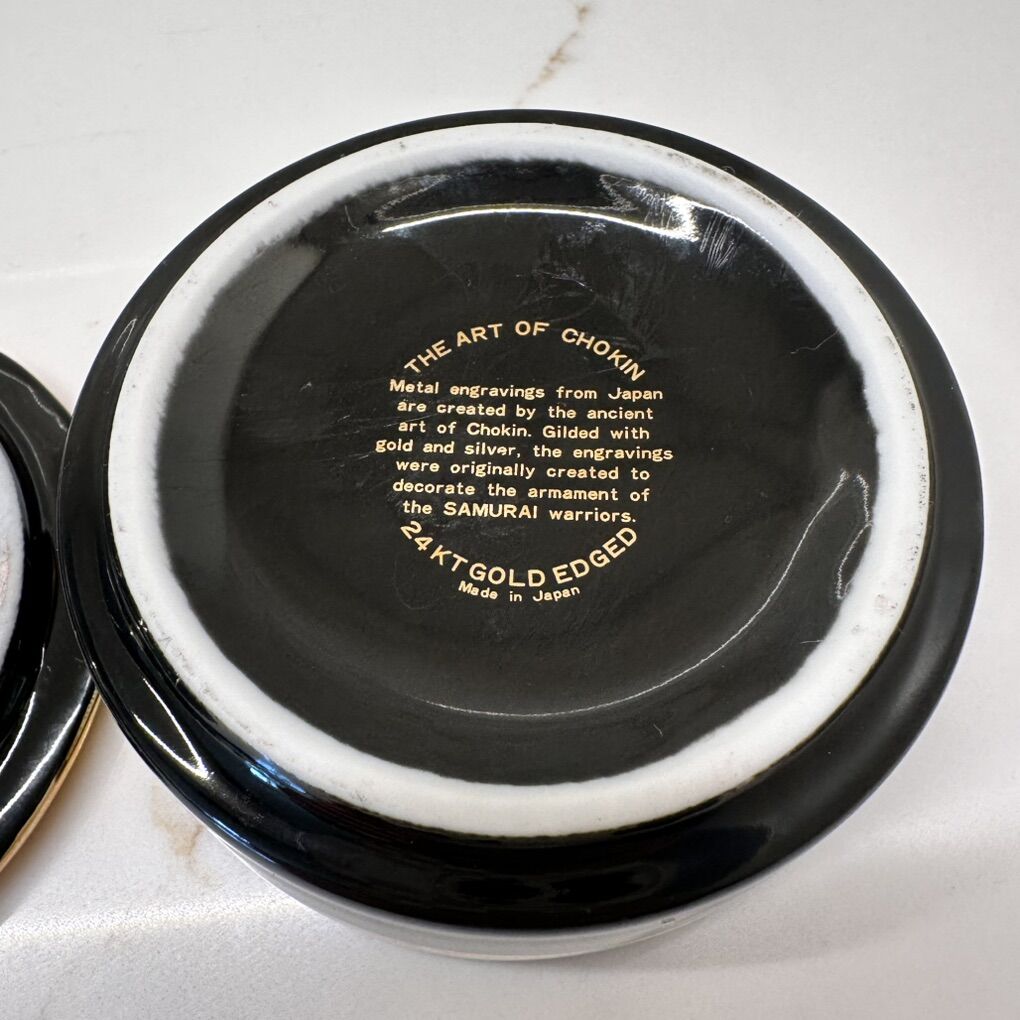 THE ART OF CHOKIN
Metal engravings from Japan
are created by the ancient
art of Chokin. Gilded with
gold and silver, the engravings
were originally created to
decorate the armament of
the SAMURAI warriors.
24 KT GOLD EDGED
Made in Japan